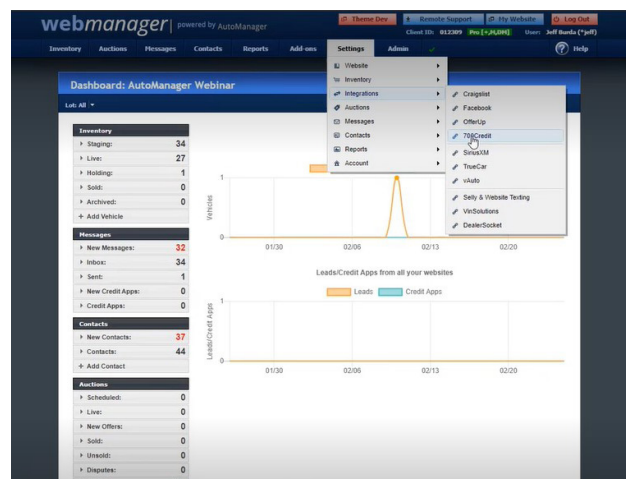 webmanager | powered by AutoManager
Theme Dev
Remote Support
My Website
Log Out
Client ID: 012309 Pro [+,M,DM] User: Jeff Burda (*jeff)
Inventory Auctions Messages Contacts Reports Add-ons Settings Admin Help
Website
Inventory
Integrations
Auctions
Messages
Contacts
Reports
Account
Craigslist
Facebook
OfferUp
700Credit
SiriusXM
TrueCar
vAuto
Selly & Website Texting
VinSolutions
DealerSocket
Dashboard: AutoManager Webinar
Lot: All
Inventory
Staging: 34
Live: 27
Holding: 1
Sold: 0
Archived: 0
+ Add Vehicle
Messages
New Messages: 32
Inbox: 34
Sent: 1
New Credit Apps: 0
Credit Apps: 0
Contacts
New Contacts: 37
Contacts: 44
+ Add Contact
Auctions
Scheduled: 0
Live: 0
New Offers: 0
Sold: 0
Unsold: 0
Disputes: 0
Vehicles
1
0
01/30 02/06 02/13 02/20
Leads/Credit Apps from all your websites
Leads Credit Apps
Leads/Credit Apps
1
0
01/30 02/06 02/13 02/20